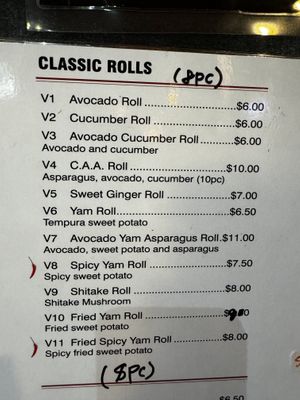 CLASSIC ROLLS (8PC)
V1 Avocado Roll ........................ $6.00
V2 Cucumber Roll ........................ $6.00
V3 Avocado Cucumber Roll .......... $6.00
Avocado and cucumber
V4 C.A.A. Roll ........................ $10.00
Asparagus, avocado, cucumber (10pc)
V5 Sweet Ginger Roll ................ $7.00
V6 Yam Roll........................ $6.50
Tempura sweet potato
V7 Avocado Yam Asparagus Roll.$11.00
Avocado, sweet potato and asparagus
V8 Spicy Yam Roll .................... $7.50
Spicy sweet potato
V9 Shitake Roll ........................ $8.00
Shitake Mushroom
V10 Fried Yam Roll ....................
Fried sweet potato
V11 Fried Spicy Yam Roll .............. $8.00
Spicy fried sweet potato
(8PC)
$6.50